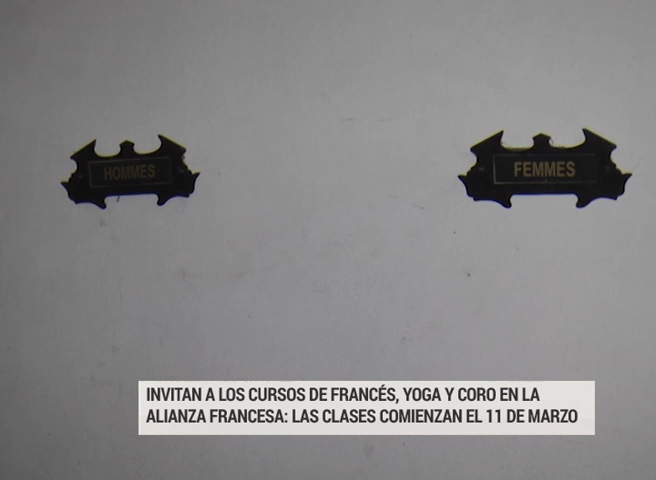 HOMMES
FEMMES
INVITAN A LOS CURSOS DE FRANCÉS, YOGA Y CORO EN LA
ALIANZA FRANCESA: LAS CLASES COMIENZAN EL 11 DE MARZO